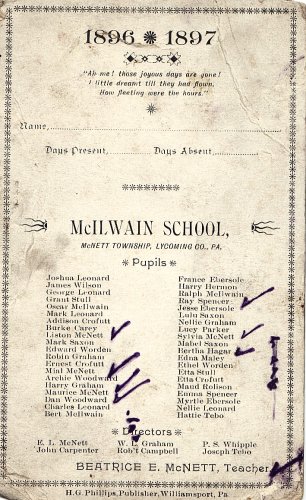 1896 ❋ 1897
"Ah me! those joyous days are gone!
I little dreamt till they had flown,
How fleeting were the hours."
Name
Days Present, Days Absent
McILWAIN SCHOOL,
McNETT TOWNSHIP, LYCOMING CO., PA.
Pupils
Joshua Leonard
James Wilson
George Leonard
Grant Stull
Oscar McIlwain
Mark Leonard
Addison Crofutt
Burke Carey
Liston McNett
Mark Saxon
Edward Worden
Robin Graham
Ernest Crofutt
Mial McNett
Archie Woodward
Harry Graham
Maurice McNett
Dan Woodward
Charles Leonard
Bert McIlwain
France Ebersole
Harry Hermon
Ralph McIlwain
Ray Spencer
Jesse Ebersole
Lulu Saxon
Nellie Graham
Lucy Parker
Sylvia McNett
Mabel Saxon
Bertha Hagar
Edna Maley
Ethel Worden
Etta Stull
Etta Crofutt
Maud Rolison
Emma Spencer
Myrtle Ebersole
Nellie Leonard
Hattie Tebo
Directors
E. L. McNett W. L. Graham P. S. Whipple
John Carpenter Rob't Campbell Joseph Tebo
BEATRICE E. McNETT, Teacher
H.G. Phillips, Publisher, Williamsport, Pa.